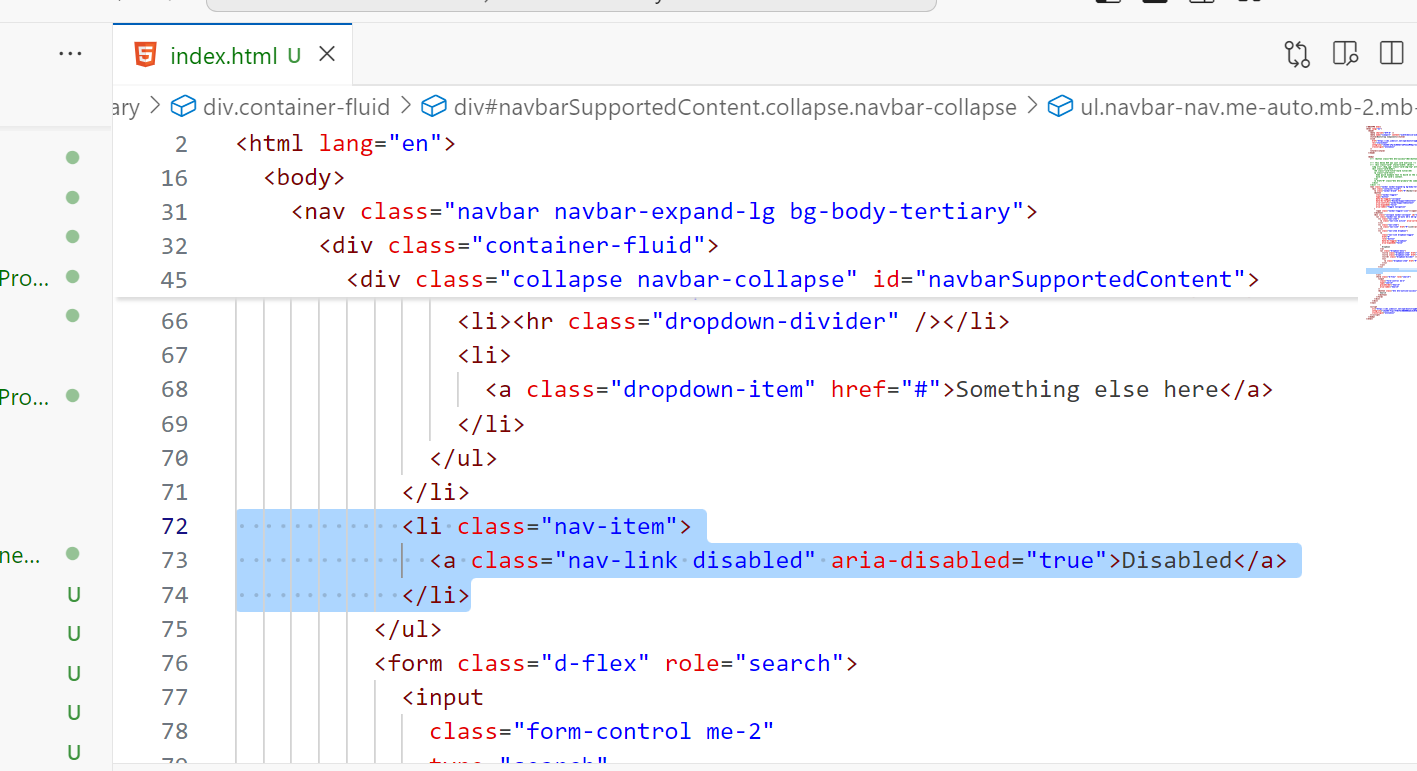 index.html U
ary > div.container-fluid > div#navbarSupportedContent.collapse.navbar-collapse > ul.navbar-nav.me-auto.mb-2.mb-
2 <html lang="en">
16 <body>
31 <nav class="navbar navbar-expand-lg bg-body-tertiary">
32 <div class="container-fluid">
45 <div class="collapse navbar-collapse" id="navbarSupportedContent">
Pro...
66 <li><hr class="dropdown-divider" /></li>
67 <li>
68 <a class="dropdown-item" href="#">Something else here</a>
Pro...
69 </li>
70 </ul>
71 </li>
72 <li class="nav-item">
ne...
73 <a class="nav-link disabled" aria-disabled="true">Disabled</a>
U
74 </li>
U
75 </ul>
U
76 <form class="d-flex" role="search">
77 <input
U
78 class="form-control me-2"
U
79 type="search"